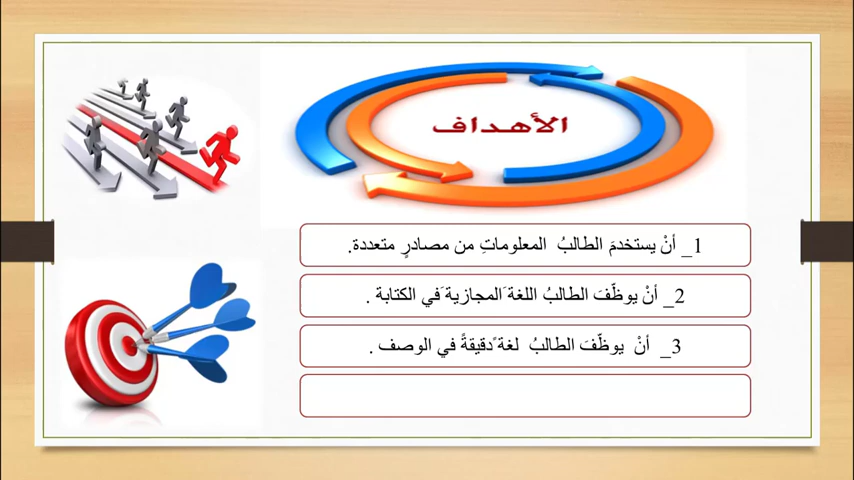 الأهداف
1_ أنْ يستخدمَ الطالبُ المعلوماتِ من مصادرٍ متعددة.
2_ أنْ يوظّفَ الطالبُ اللغة َالمجازية َفي الكتابة .
3_ أنْ يوظّفَ الطالبُ لغة ًدقيقةً في الوصف .